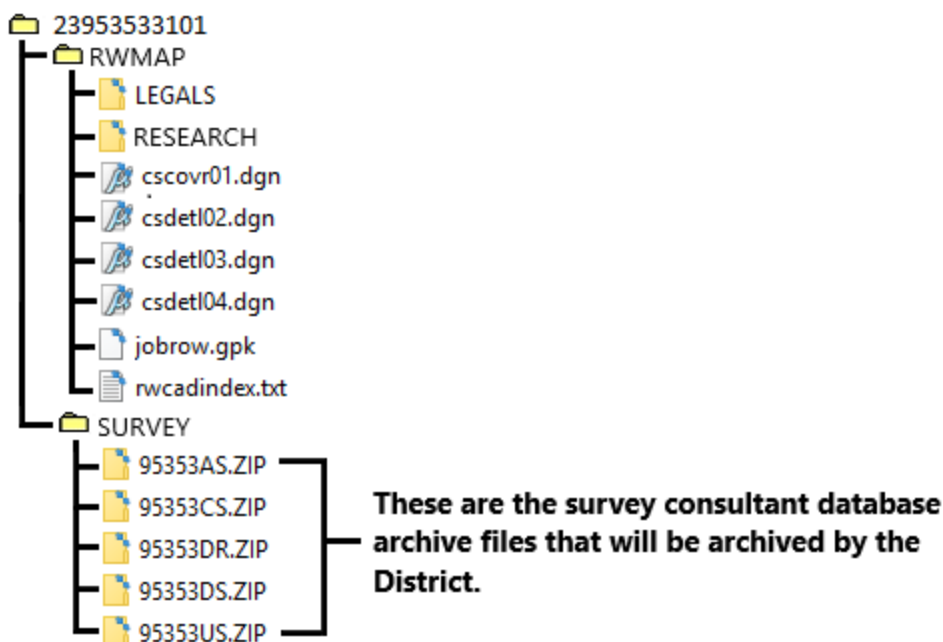 23953533101
RWMAP
LEGALS
RESEARCH
cscovr01.dgn
csdetl02.dgn
csdetl03.dgn
csdetl04.dgn
jobrow.gpk
rwcadindex.txt
SURVEY
95353AS.ZIP
95353CS.ZIP
95353DR.ZIP
95353DS.ZIP
95353US.ZIP
These are the survey consultant database
archive files that will be archived by the
District.